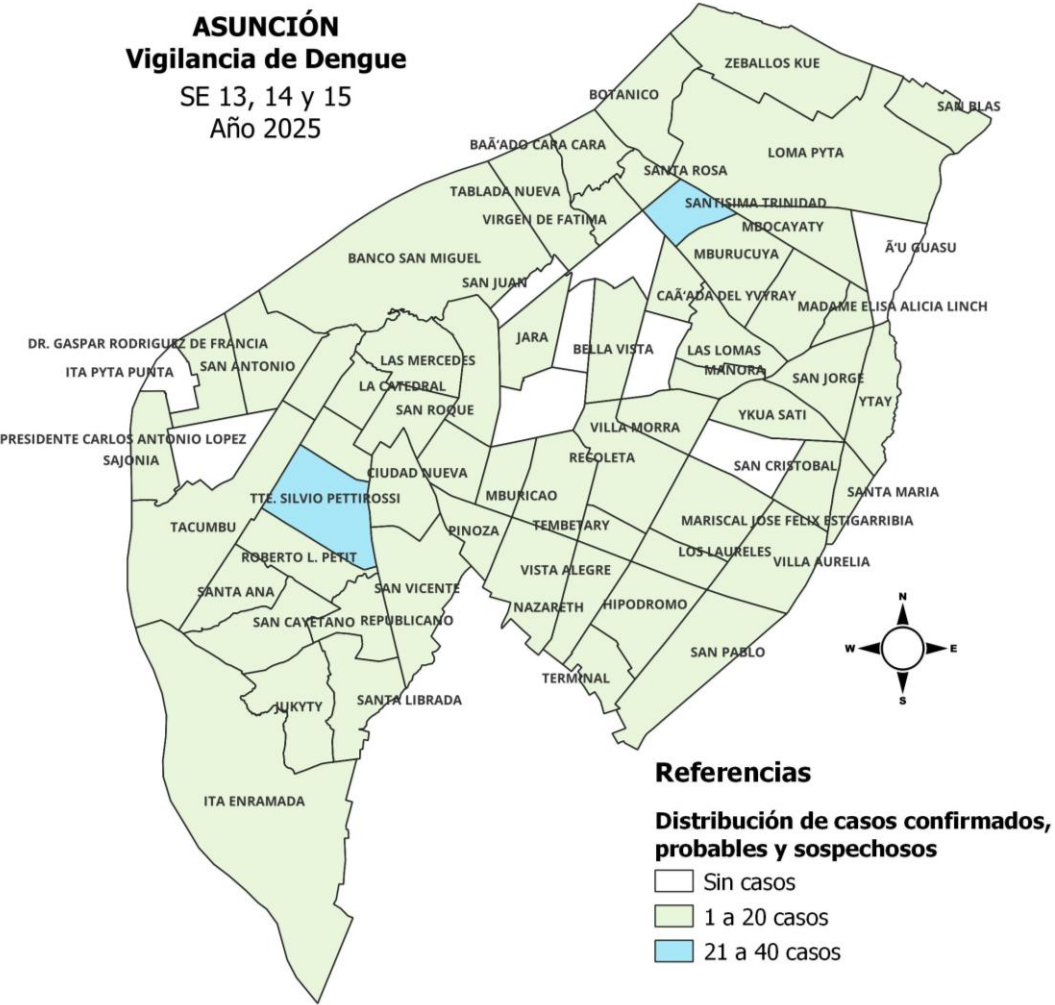 ASUNCIÓN
Vigilancia de Dengue
SE 13, 14 y 15
Año 2025
ZEBALLOS KUE
BOTANICO
SAN BLAS
BAÃ'ADO CARA CARA
LOMA PYTA
SANTA ROSA
TABLADA NUEVA
SANTISIMA TRINIDAD
VIRGEN DE FATIMA
MBOCAYATY
Ã'U GUASU
MBURUCUYA
BANCO SAN MIGUEL
SAN JUAN
CAÃ'ADA DEL YVYRAY
MADAME ELISA ALICIA LINCH
JARA
DR. GASPAR RODRIGUEZ DE FRANCIA
BELLA VISTA
LAS LOMAS
LAS MERCEDES
SAN ANTONIO
ITA PYTA PUNTA
MANORA
SAN JORGE
LA CATEDRAL
YTAY
SAN ROQUE
YKUA SATI
VILLA MORRA
PRESIDENTE CARLOS ANTONIO LOPEZ
SAJONIA
RECOLETA
SAN CRISTOBAL
CIUDAD NUEVA
SANTA MARIA
MBURICAO
TTE. SILVIO PETTIROSSI
MARISCAL JOSE FELIX ESTIGARRIBIA
TACUMBU
TEMBETARY
PINOZA
LOS LAURELES
ROBERTO L. PETIT
VILLA AURELIA
VISTA ALEGRE
SAN VICENTE
SANTA ANA
HIPODROMO
NAZARETH
SAN CAYETANO
REPUBLICANO
SAN PABLO
TERMINAL
SANTA LIBRADA
JUKYTY
ITA ENRAMADA
N
W
E
S
Referencias
Distribución de casos confirmados,
probables y sospechosos
Sin casos
1 a 20 casos
21 a 40 casos